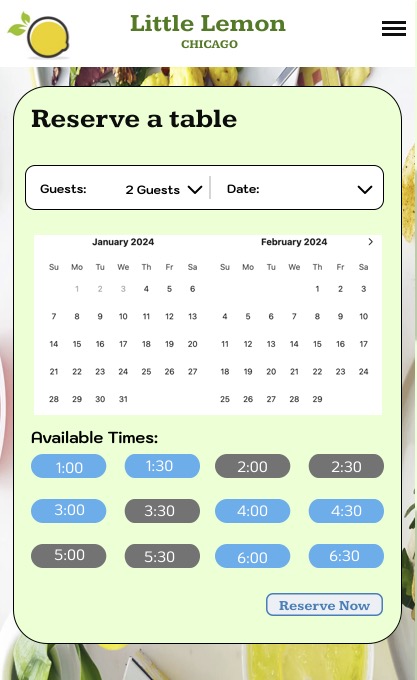 Little Lemon
CHICAGO
Reserve a table
Guests: 2 Guests Date:
January 2024 February 2024
Su Mo Tu We Th Fr Sa Su Mo Tu We Th Fr Sa
1 2 3 4 5 6 1 2 3
7 8 9 10 11 12 13 4 5 6 7 8 9 10
14 15 16 17 18 19 20 11 12 13 14 15 16 17
21 22 23 24 25 26 27 18 19 20 21 22 23 24
28 29 30 31 25 26 27 28 29
Available Times:
1:00 1:30 2:00 2:30
3:00 3:30 4:00 4:30
5:00 5:30 6:00 6:30
Reserve Now